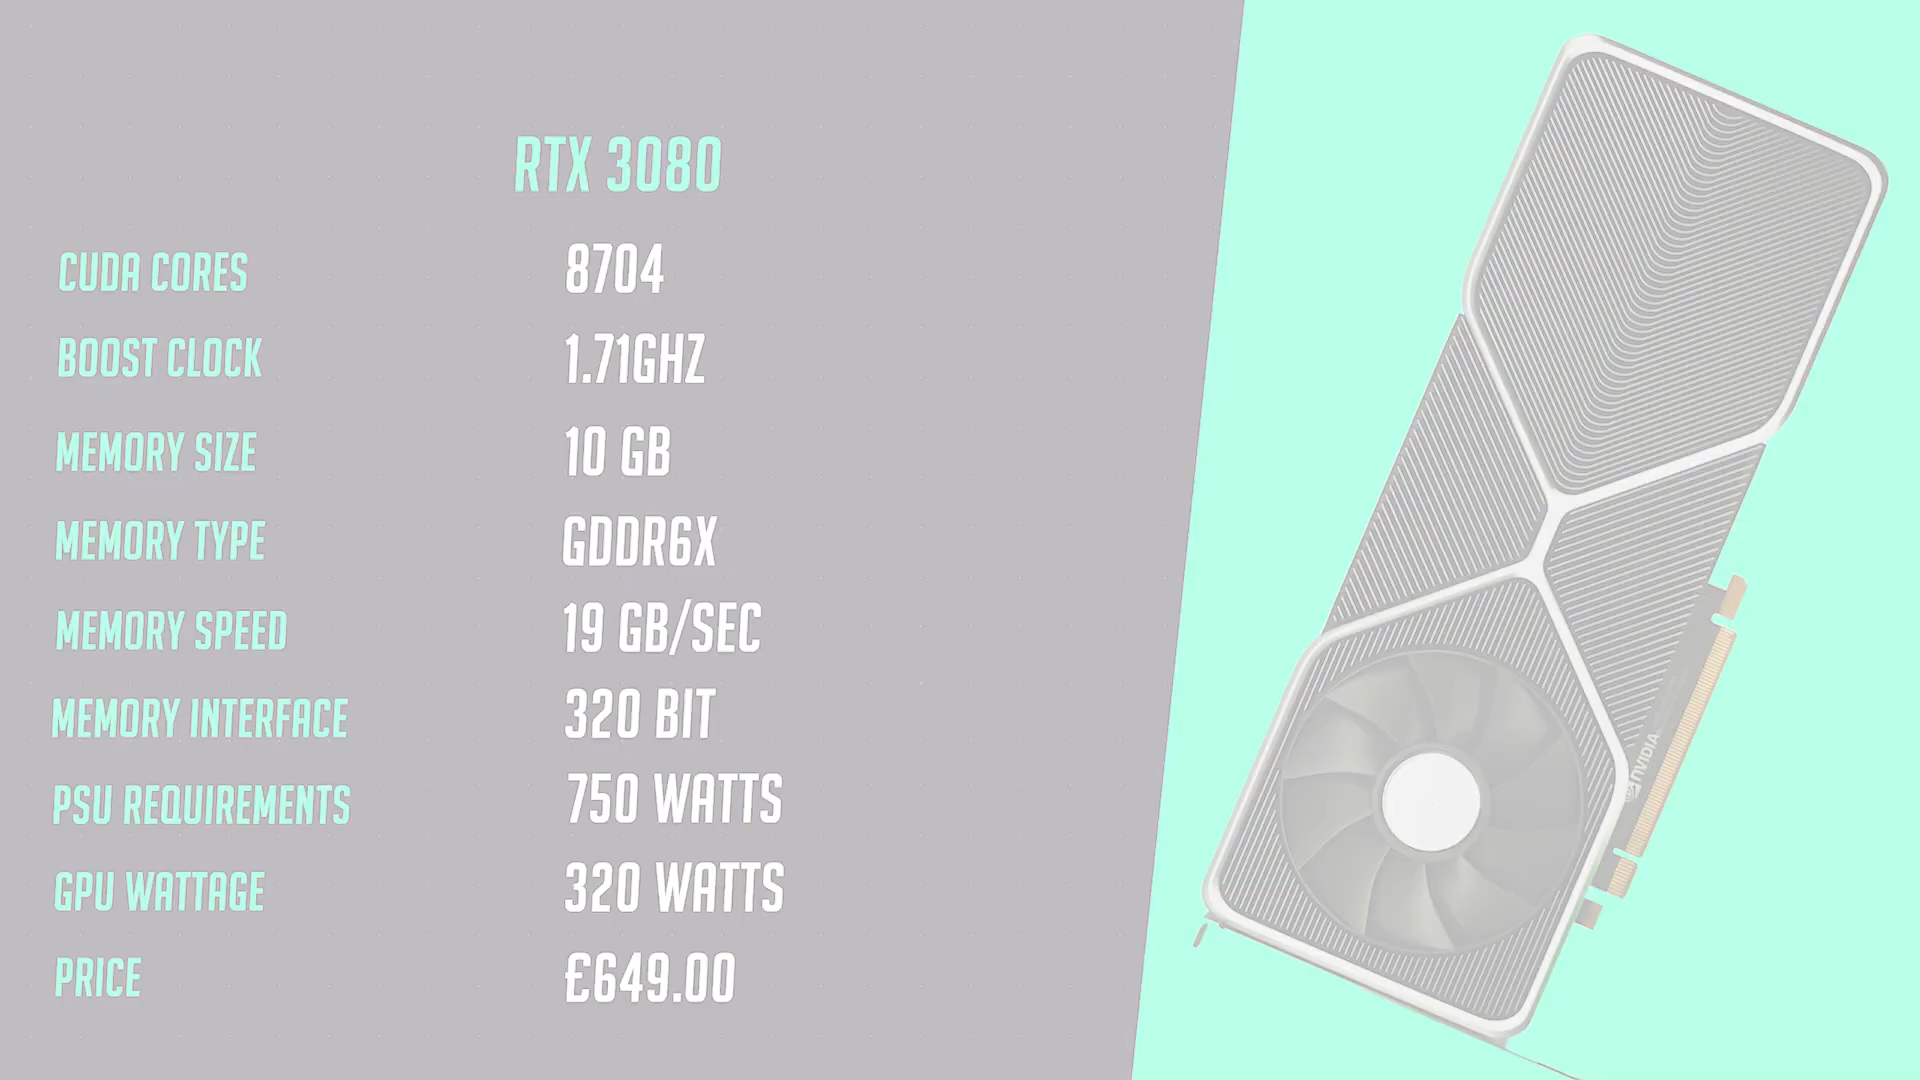 RTX 3080
CUDA CORES 8704
BOOST CLOCK 1.71GHZ
MEMORY SIZE 10 GB
MEMORY TYPE GDDR6X
MEMORY SPEED 19 GB/SEC
MEMORY INTERFACE 320 BIT
PSU REQUIREMENTS 750 WATTS
GPU WATTAGE 320 WATTS
PRICE £649.00
NVIDIA